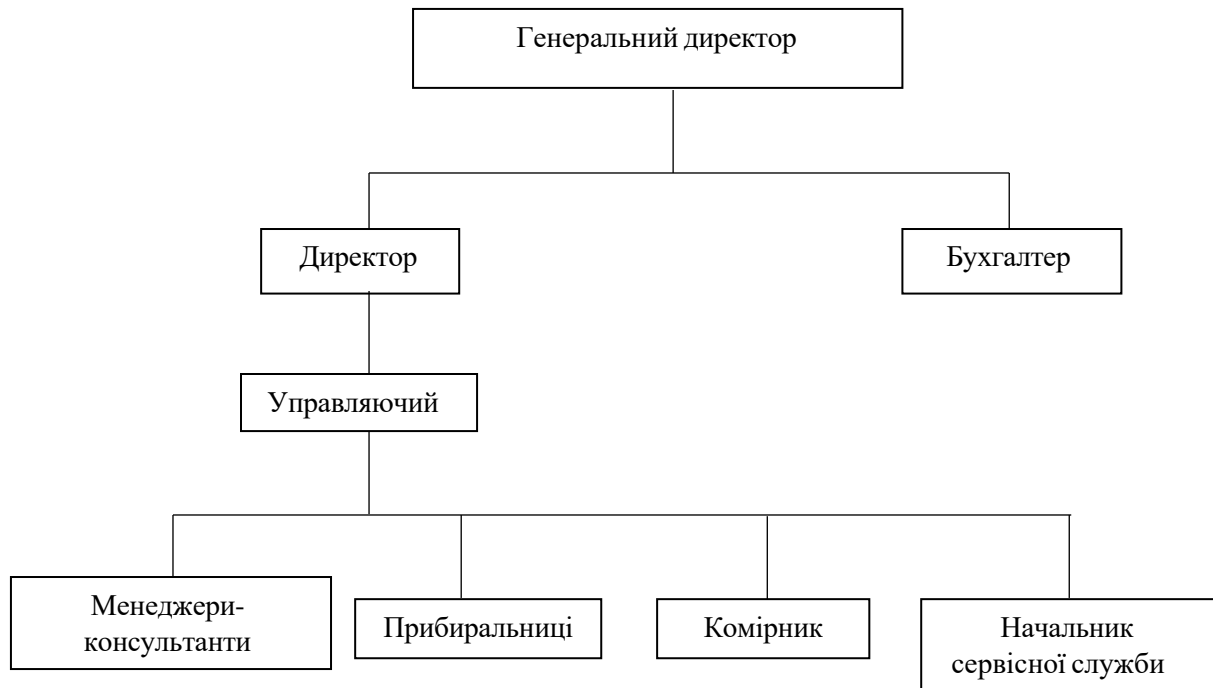 Генеральний директор
Директор
Бухгалтер
Управляючий
Менеджери-
консультанти
Прибиральниці
Комірник
Начальник
сервісної служби